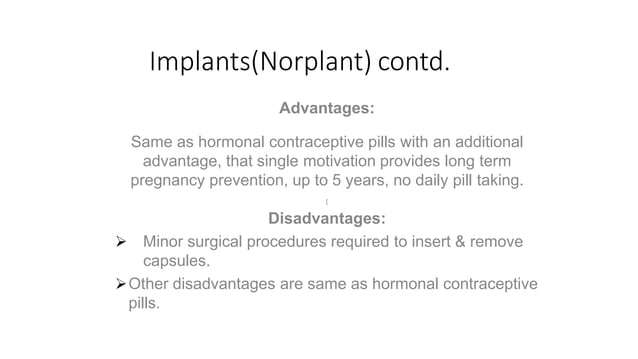 Implants(Norplant) contd.
Advantages:
Same as hormonal contraceptive pills with an additional
advantage, that single motivation provides long term
pregnancy prevention, up to 5 years, no daily pill taking.
Disadvantages:
➢ Minor surgical procedures required to insert & remove
capsules.
➢Other disadvantages are same as hormonal contraceptive
pills.